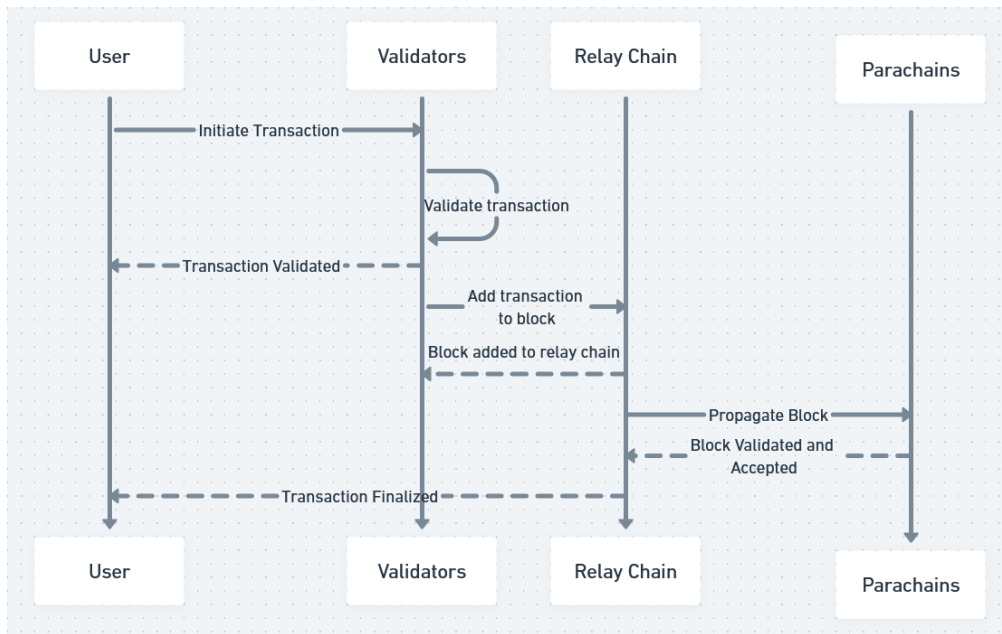 User
Validators
Relay Chain
Parachains
Initiate Transaction
Validate transaction
Transaction Validated
Add transaction
to block
Block added to relay chain
Propagate Block
Block Validated and
Accepted
Transaction Finalized
User
Validators
Relay Chain
Parachains